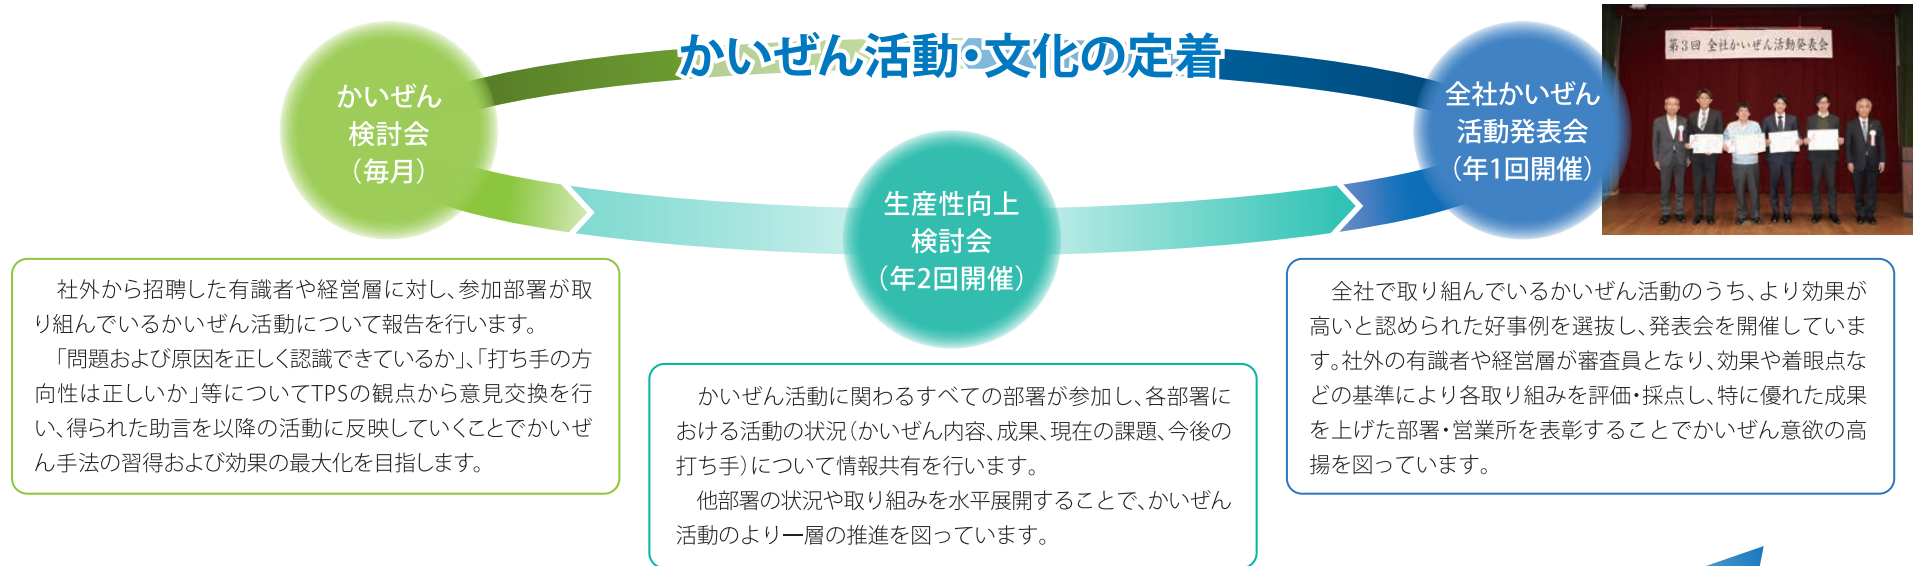 かいぜん活動・文化の定着
かいぜん
検討会
（毎月）
生産性向上
検討会
（年2回開催）
全社かいぜん
活動発表会
（年1回開催）
第3回 全社かいぜん活動発表会
社外から招聘した有識者や経営層に対し、参加部署が取
り組んでいるかいぜん活動について報告を行います。
「問題および原因を正しく認識できているか」、「打ち手の方
向性は正しいか」等についてTPSの観点から意見交換を行
い、得られた助言を以降の活動に反映していくことでかいぜ
ん手法の習得および効果の最大化を目指します。
かいぜん活動に関わるすべての部署が参加し、各部署に
おける活動の状況（かいぜん内容、成果、現在の課題、今後の
打ち手）について情報共有を行います。
他部署の状況や取り組みを水平展開することで、かいぜん
活動のより一層の推進を図っています。
全社で取り組んでいるかいぜん活動のうち、より効果が
高いと認められた好事例を選抜し、発表会を開催していま
す。社外の有識者や経営層が審査員となり、効果や着眼点な
どの基準により各取り組みを評価・採点し、特に優れた成果
を上げた部署・営業所を表彰することでかいぜん意欲の高
揚を図っています。